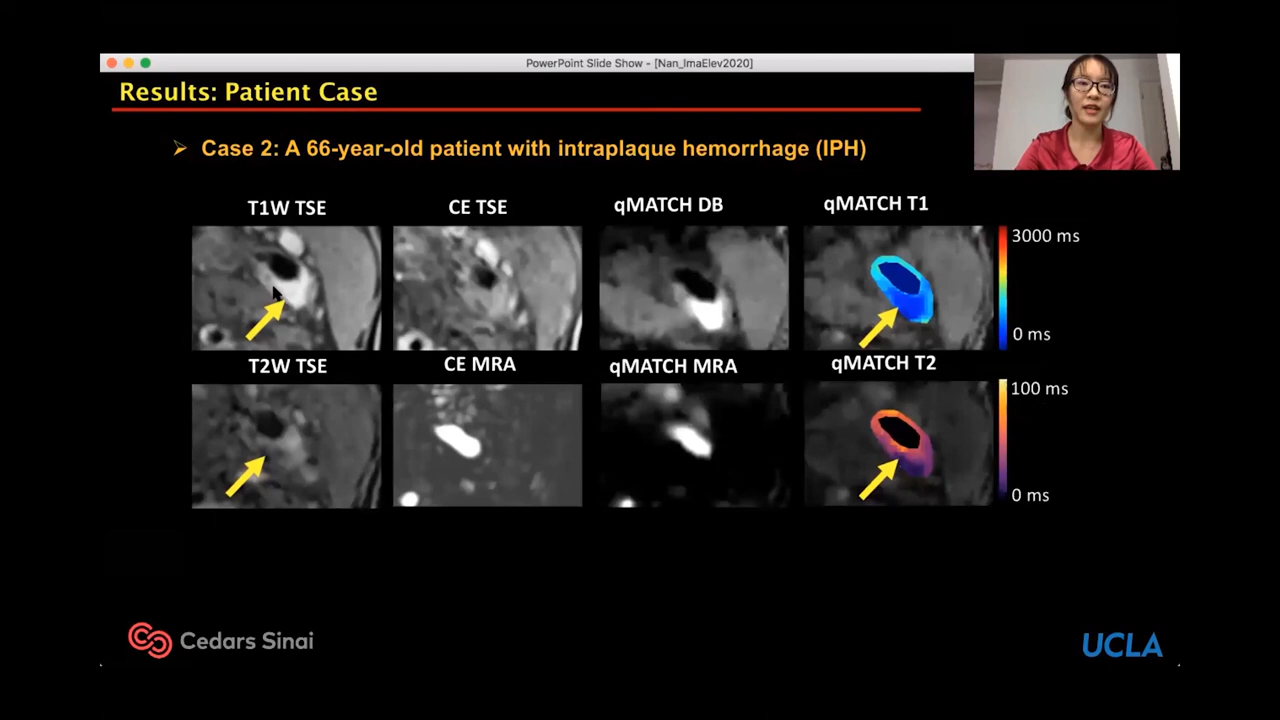 PowerPoint Slide Show - [Nan_ImaElev2020]
Results: Patient Case
Case 2: A 66-year-old patient with intraplaque hemorrhage (IPH)
T1W TSE
CE TSE
qMATCH DB
qMATCH T1
3000 ms
0 ms
T2W TSE
CE MRA
qMATCH MRA
qMATCH T2
100 ms
0 ms
Cedars Sinai
UCLA